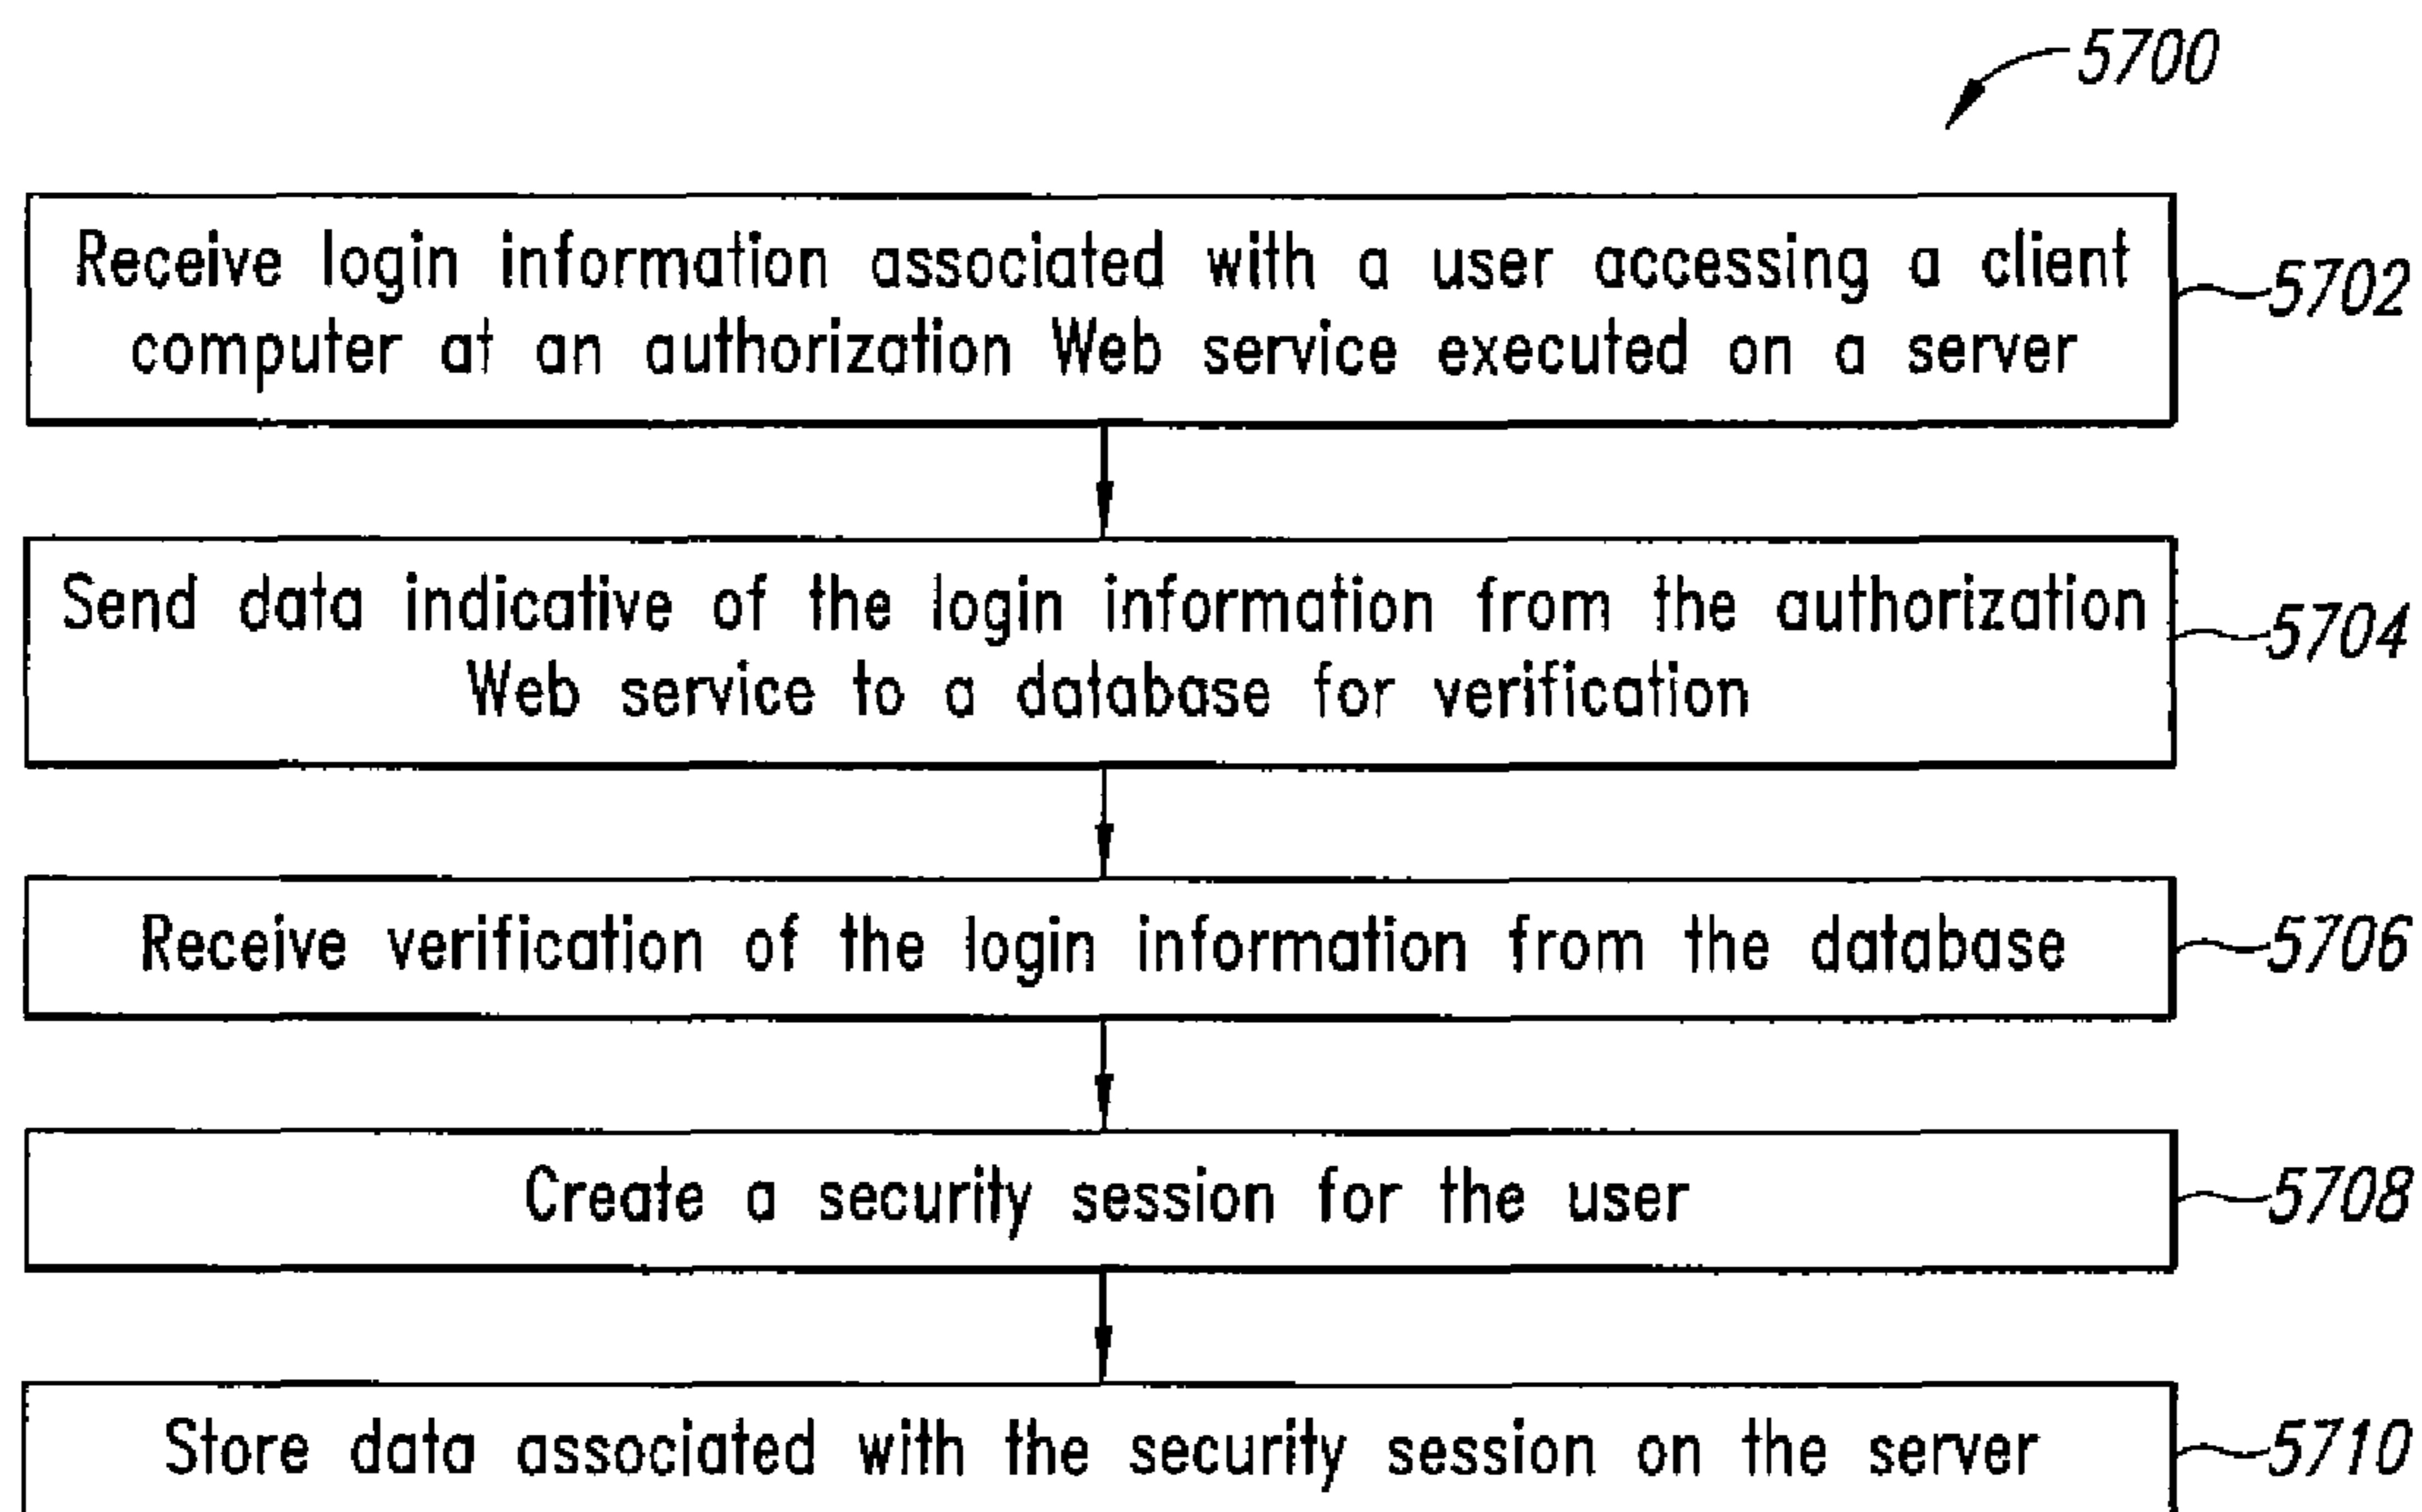 5700
Receive login information associated with a user accessing a client
computer at an authorization Web service executed on a server
5702
Send data indicative of the login information from the authorization
Web service to a database for verification
5704
Receive verification of the login information from the database
5706
Create a security session for the user
5708
Store data associated with the security session on the server
5710